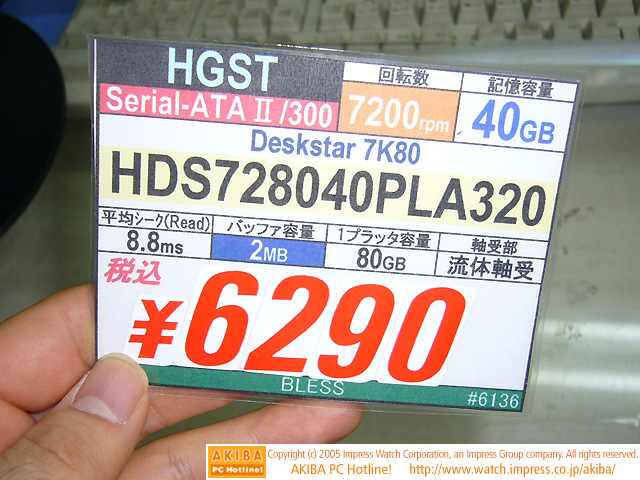 HGST
Serial-ATA II/300
回転数
7200rpm
記憶容量
40GB
Deskstar 7K80
HDS728040PLA320
平均シーク(Read)
8.8ms
バッファ容量
2MB
1プラッタ容量
80GB
軸受部
流体軸受
税込
¥6290
BLESS
#6136
AKIBA
PC Hotline!
Copyright (c) 2005 Impress Watch Corporation, an Impress Group company. All rights reserved.
AKIBA PC Hotline! http://www.watch.impress.co.jp/akiba/